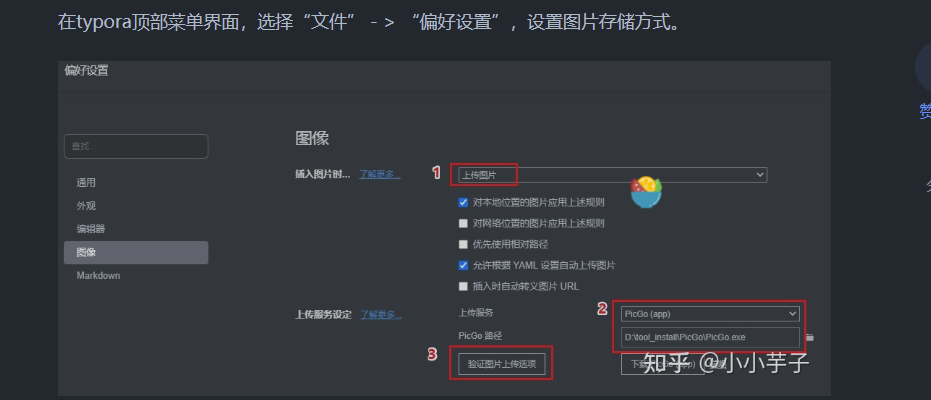 在typora顶部菜单界面，选择“文件” - > “偏好设置”，设置图片存储方式。
偏好设置
查找...
图像
插入图片时... 了解更多...
1 上传图片
通用
对本地位置的图片应用上述规则
外观
对网络位置的图片应用上述规则
编辑器
优先使用相对路径
图像
允许根据 YAML 设置自动上传图片
Markdown
插入时自动转义图片 URL
上传服务设定 了解更多...
上传服务 2 PicGo (app)
PicGo 路径 D:\tool_install\PicGo\PicGo.exe
3 验证图片上传选项
知乎 @小小芋子
赞